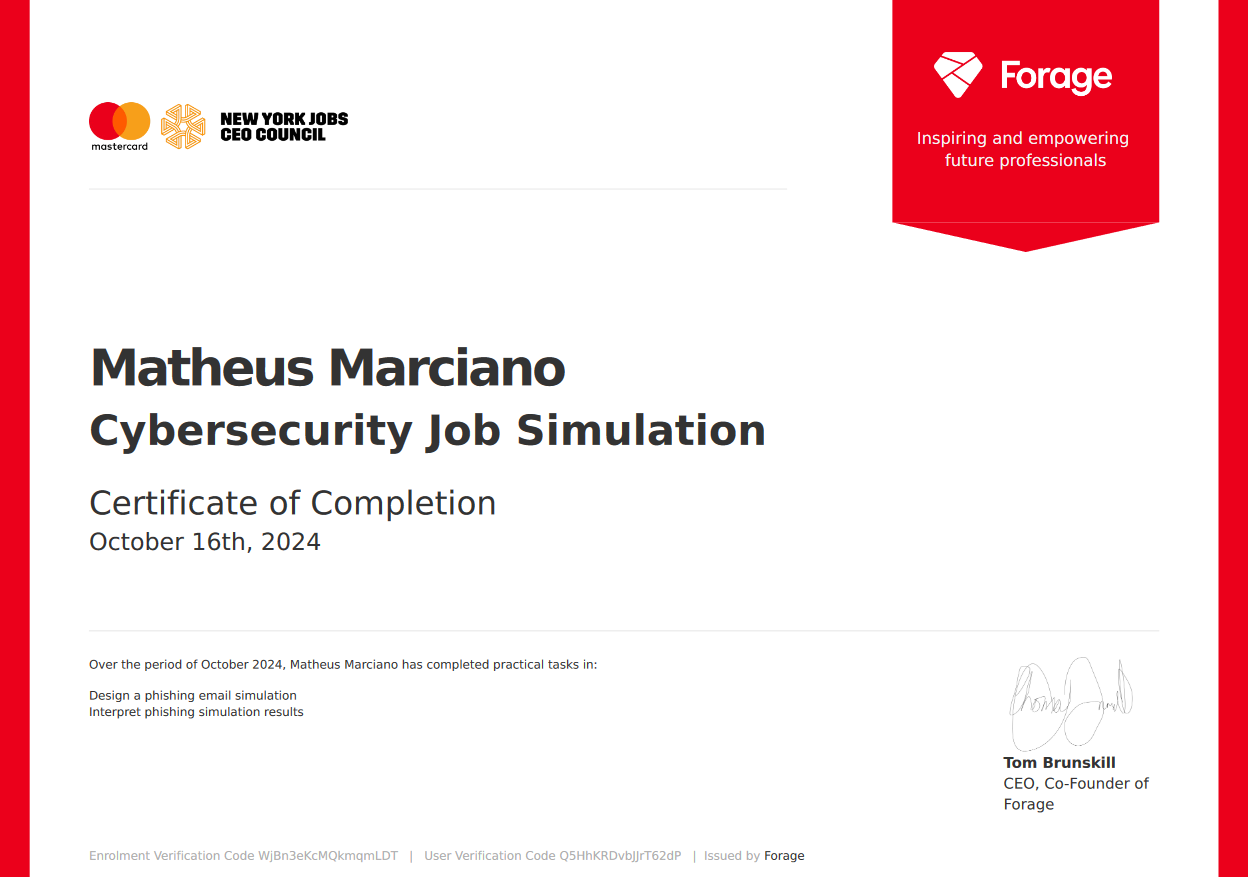 mastercard
NEW YORK JOBS
CEO COUNCIL
Forage
Inspiring and empowering
future professionals
Matheus Marciano
Cybersecurity Job Simulation
Certificate of Completion
October 16th, 2024
Over the period of October 2024, Matheus Marciano has completed practical tasks in:
Design a phishing email simulation
Interpret phishing simulation results
Tom Brunskill
CEO, Co-Founder of
Forage
Enrolment Verification Code WjBn3eKcMQkmqmLDT | User Verification Code Q5HhKRDvbJJrT62dP | Issued by Forage